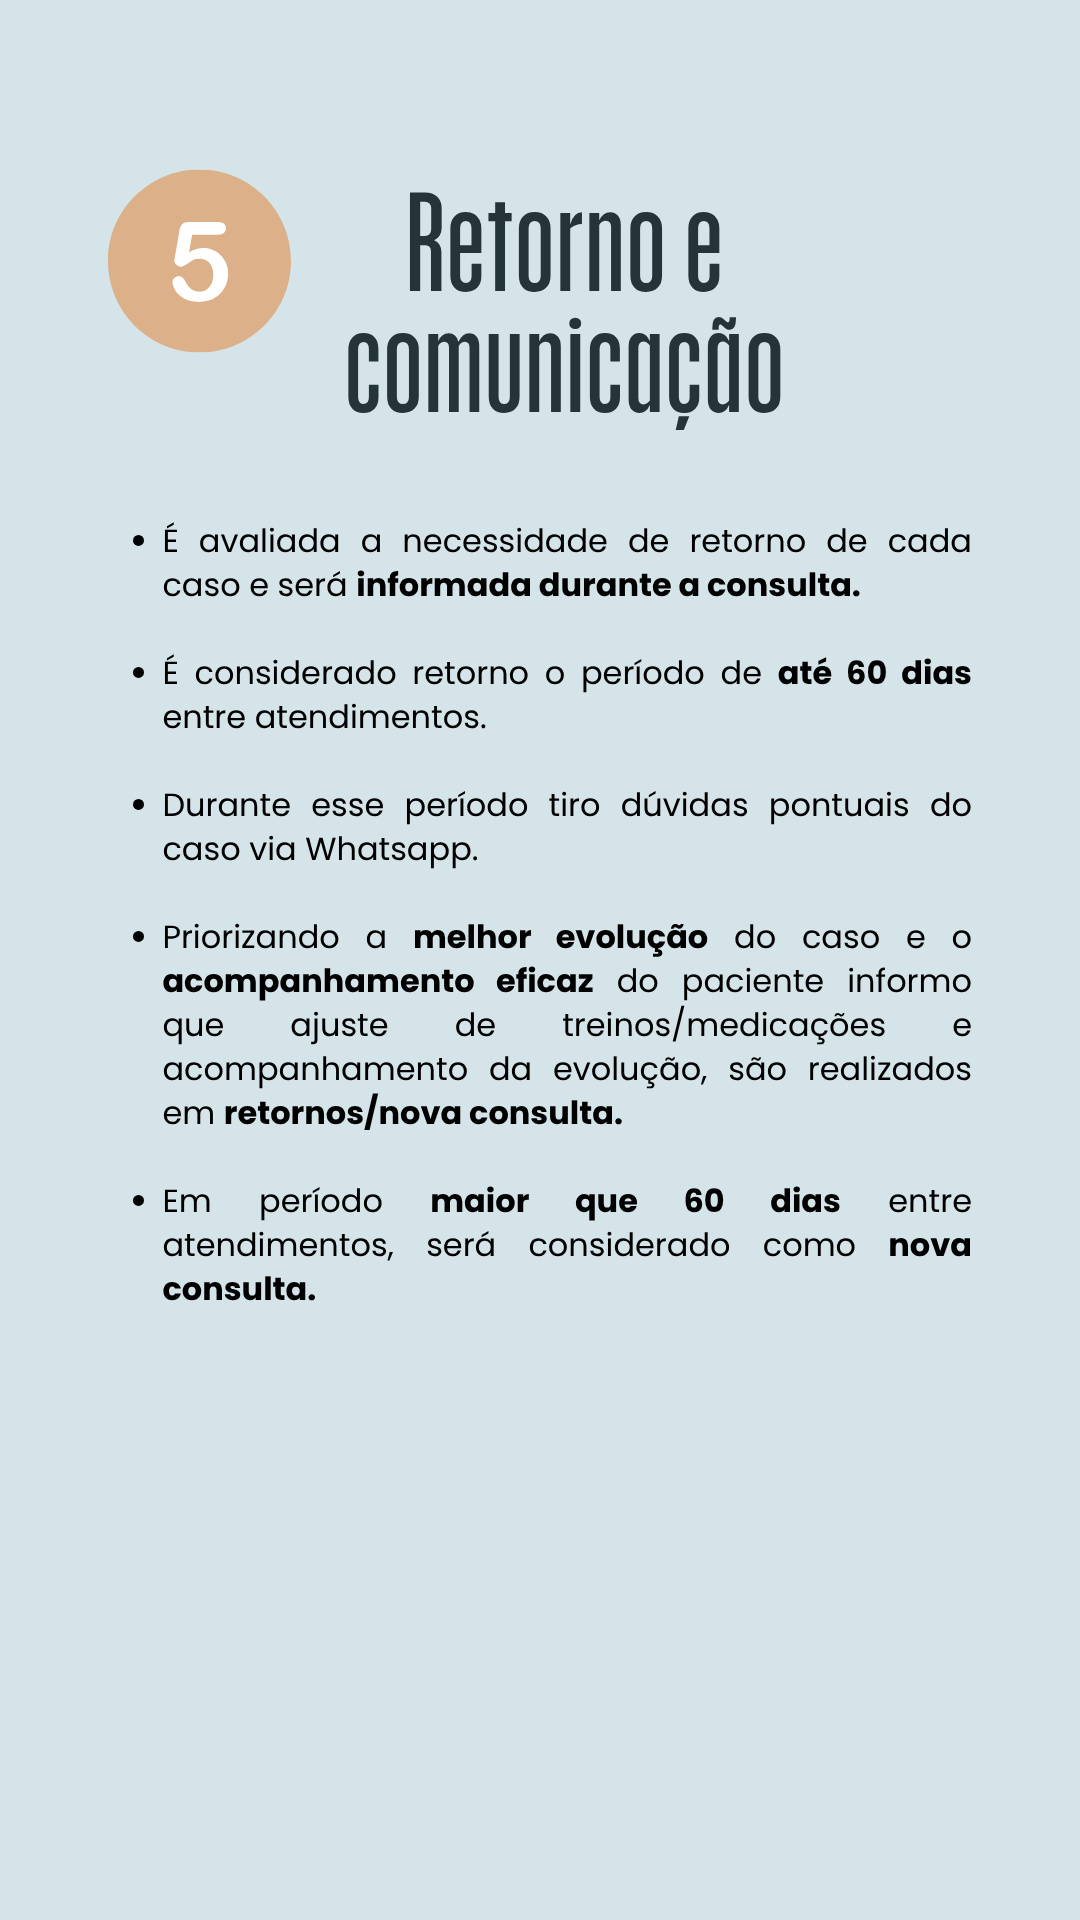 5
Retorno e
comunicação
• É avaliada a necessidade de retorno de cada
caso e será informada durante a consulta.
• É considerado retorno o período de até 60 dias
entre atendimentos.
• Durante esse período tiro dúvidas pontuais do
caso via Whatsapp.
• Priorizando a melhor evolução do caso e o
acompanhamento eficaz do paciente informo
que ajuste de treinos/medicações e
acompanhamento da evolução, são realizados
em retornos/nova consulta.
• Em período maior que 60 dias entre
atendimentos, será considerado como nova
consulta.